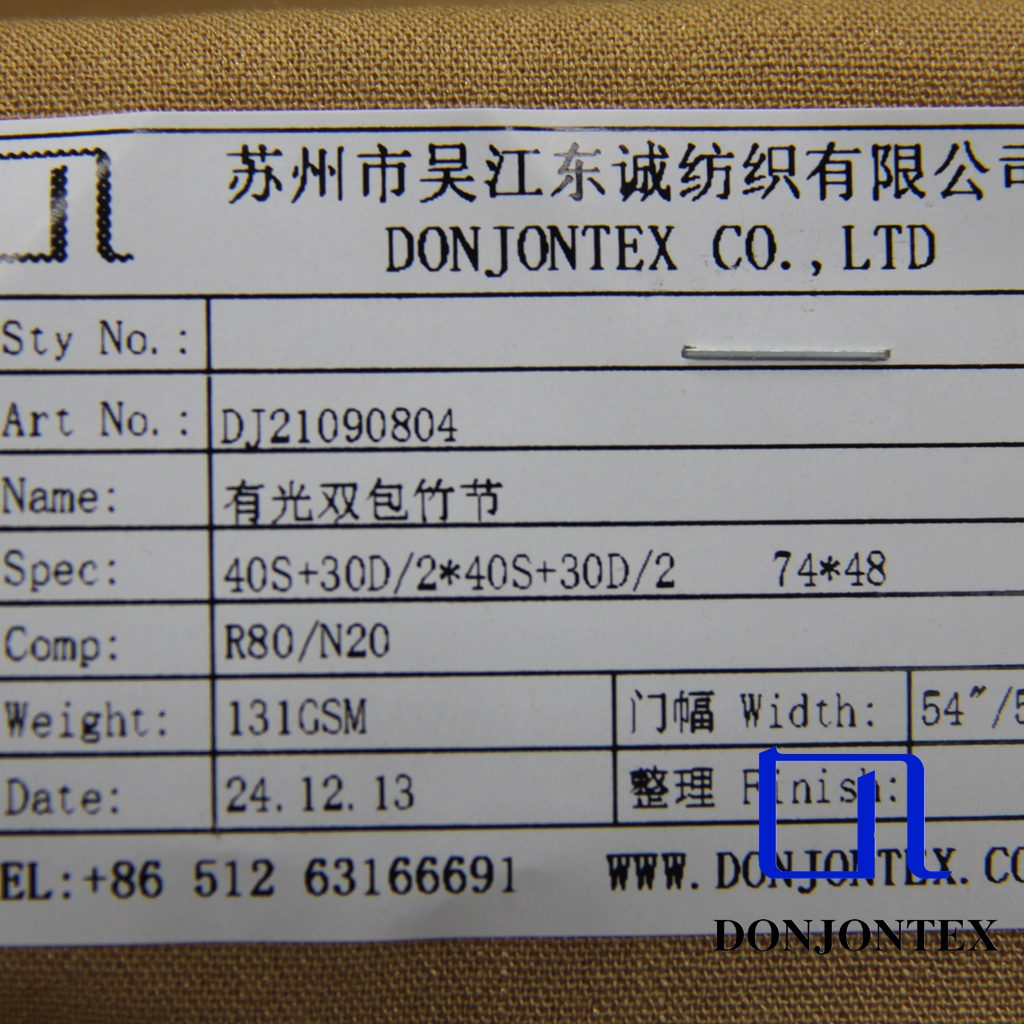 苏州市吴江东诚纺织有限公司
DONJONTEX CO.,LTD
Sty No.:
Art No.: DJ21090804
Name: 有光双包竹节
Spec: 40S+30D/2*40S+30D/2 74*48
Comp: R80/N20
Weight: 131GSM 门幅 Width: 54"/5
Date: 24.12.13 整理 Finish:
EL:+86 512 63166691 WWW.DONJONTEX.CO
DONJONTEX